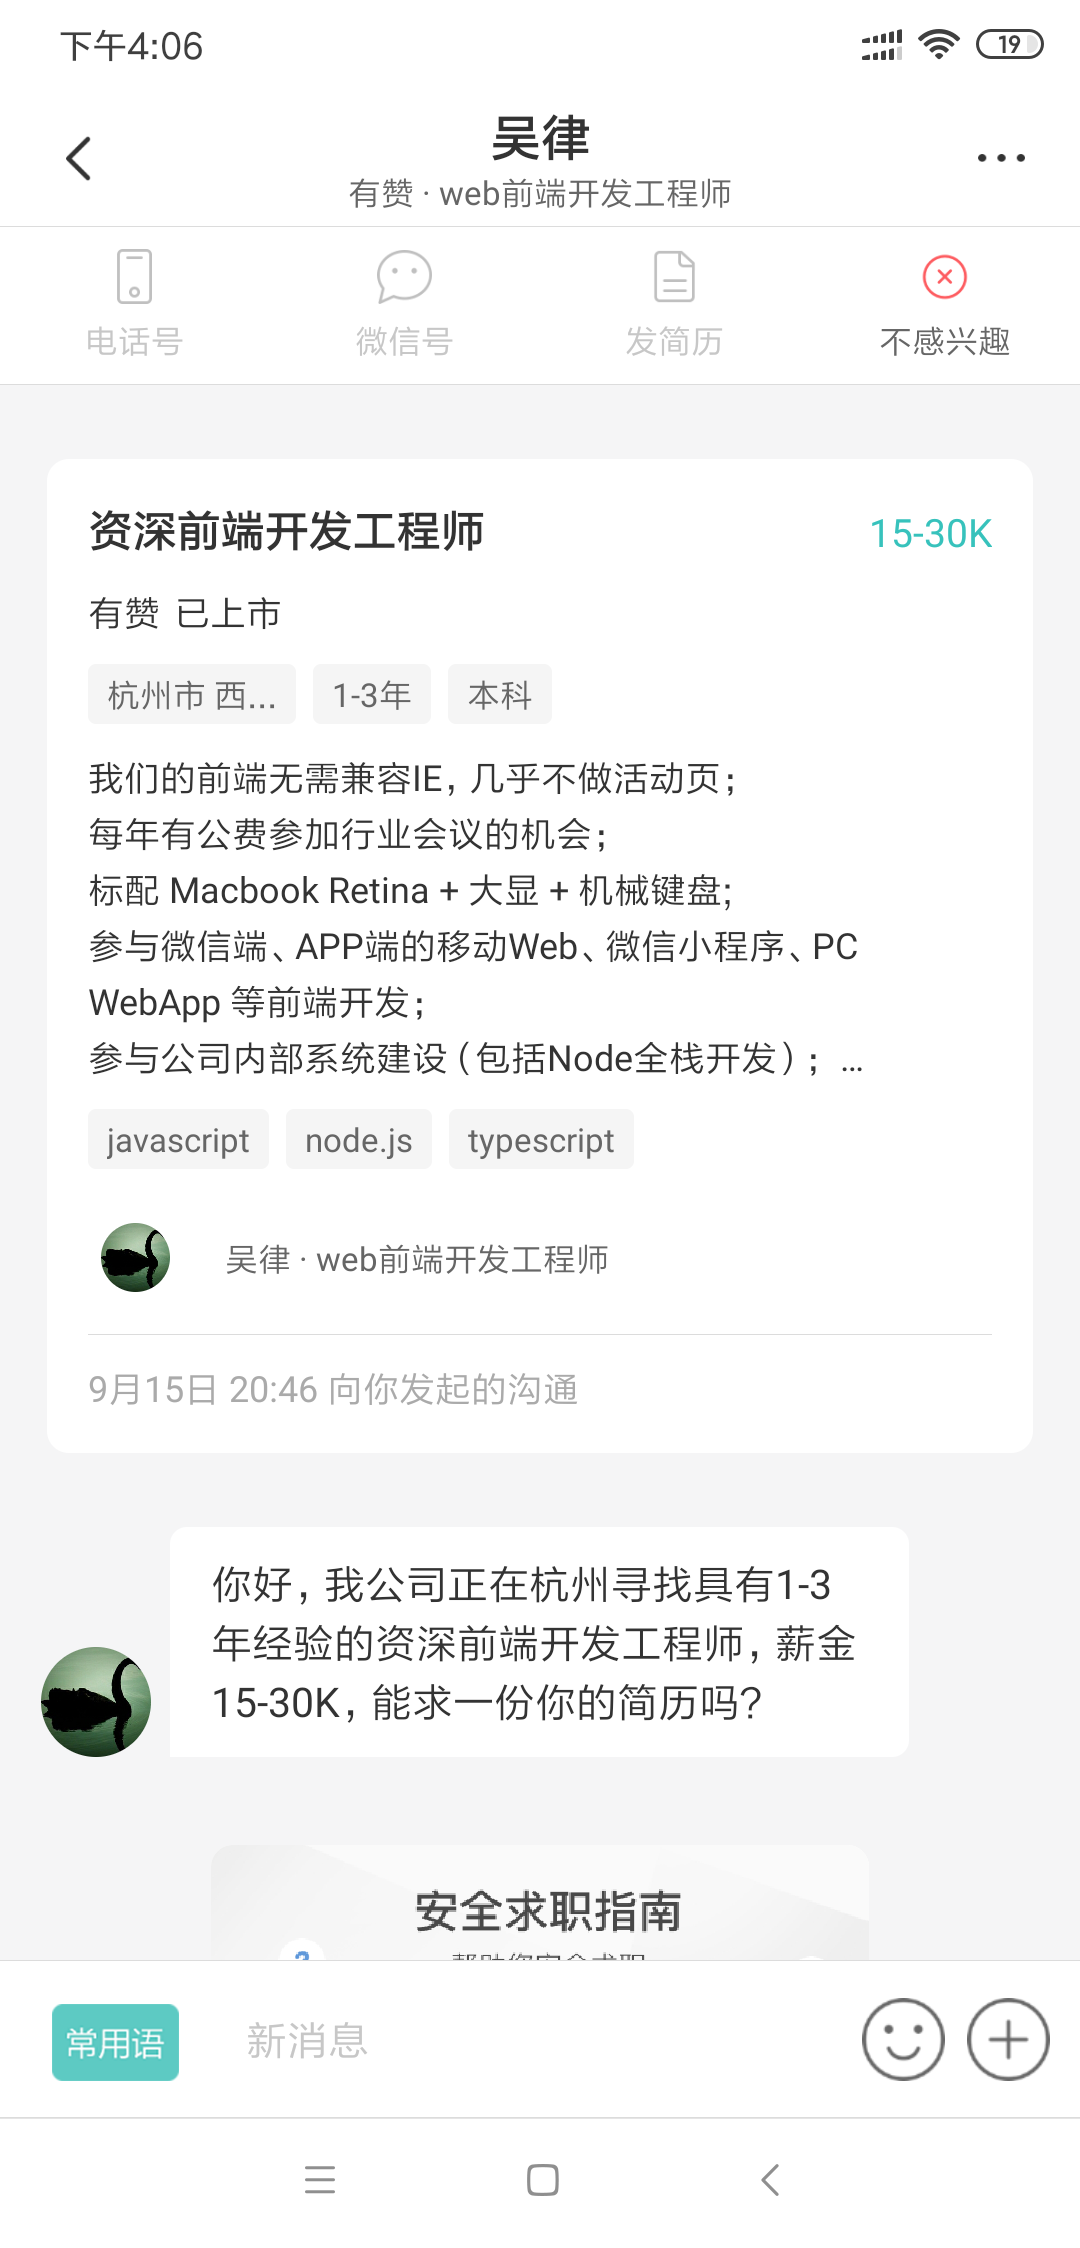 下午4:06
19
吴律
有赞 · web前端开发工程师
电话号
微信号
发简历
不感兴趣
资深前端开发工程师
15-30K
有赞 已上市
杭州市 西...
1-3年
本科
我们的前端无需兼容IE，几乎不做活动页；
每年有公费参加行业会议的机会；
标配 Macbook Retina + 大显 + 机械键盘;
参与微信端、APP端的移动Web、微信小程序、PC
WebApp 等前端开发；
参与公司内部系统建设（包括Node全栈开发）； ...
javascript
node.js
typescript
吴律 · web前端开发工程师
9月15日 20:46 向你发起的沟通
你好，我公司正在杭州寻找具有1-3
年经验的资深前端开发工程师，薪金
15-30K，能求一份你的简历吗？
安全求职指南
常用语
新消息